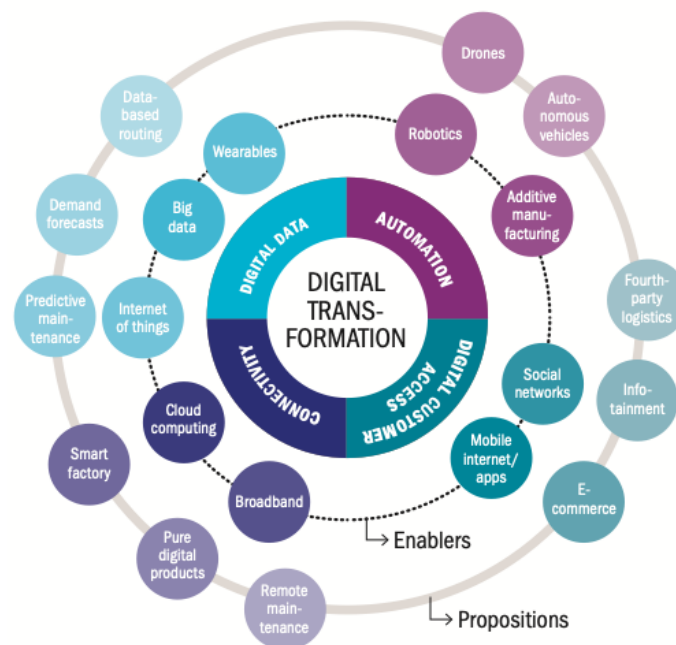 Drones
Auto-
nomous
vehicles
Data-
based
routing
Robotics
Wearables
Additive
manu-
facturing
Demand
forecasts
Big
data
DIGITAL DATA
AUTOMATION
Fourth-
party
logistics
Predictive
main-
tenance
Internet
of things
DIGITAL
TRANS-
FORMATION
Social
networks
Info-
tainment
CONNECTIVITY
DIGITAL CUSTOMER
ACCESS
Cloud
computing
Mobile
internet/
apps
Smart
factory
Broadband
E-
commerce
Enablers
Pure
digital
products
Remote
main-
tenance
Propositions